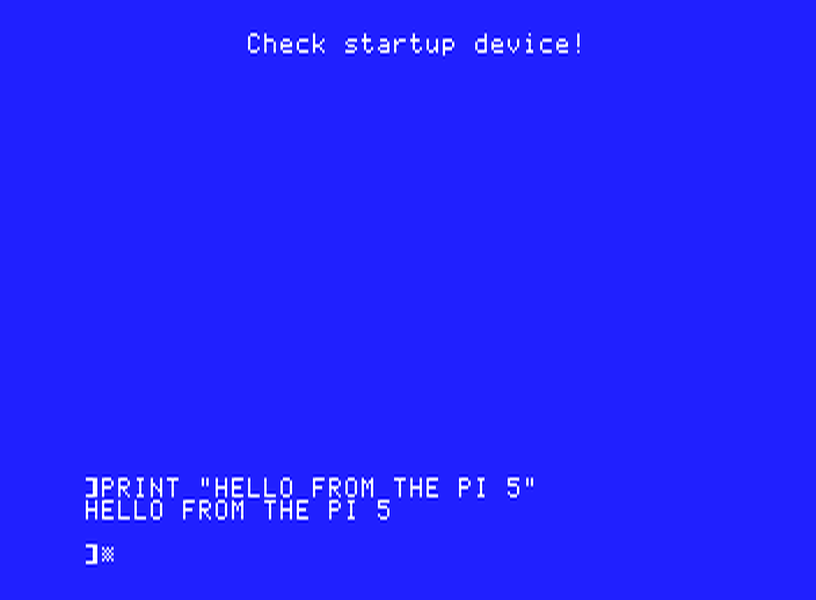 Check startup device!
]PRINT "HELLO FROM THE PI 5"
HELLO FROM THE PI 5
]